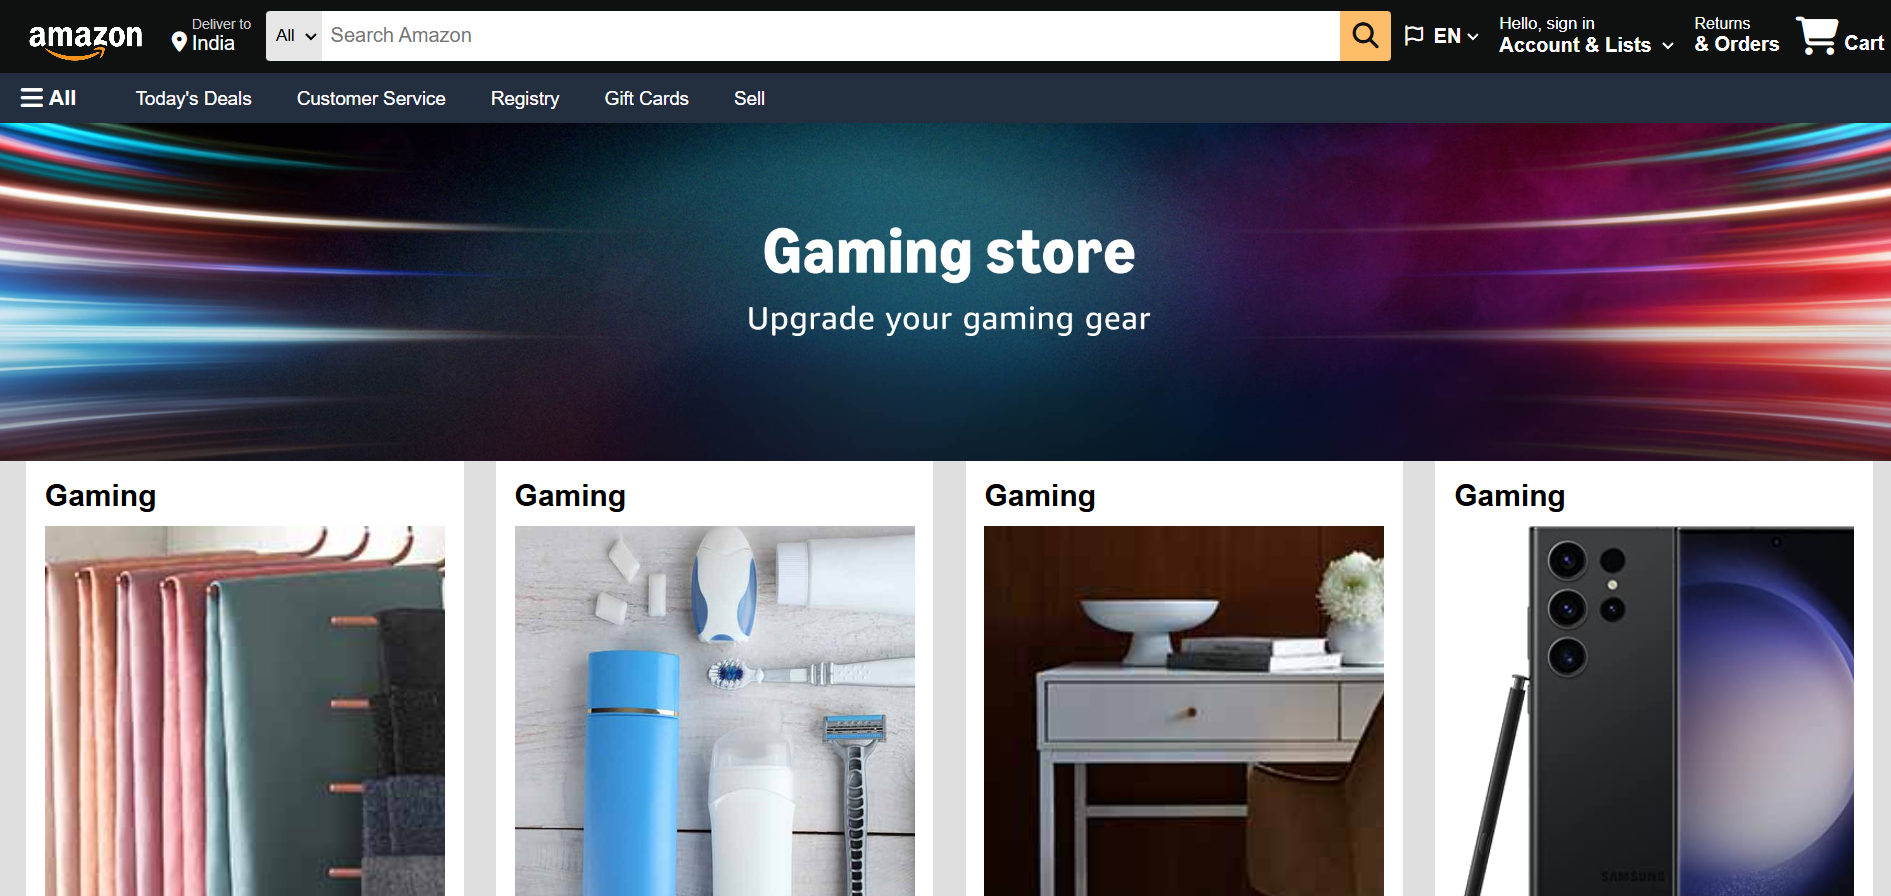 amazon
Deliver to
India
All
Search Amazon
EN
Hello, sign in
Account & Lists
Returns
& Orders
Cart
All
Today's Deals
Customer Service
Registry
Gift Cards
Sell
Gaming store
Upgrade your gaming gear
Gaming
Gaming
Gaming
Gaming
SAMSUNG